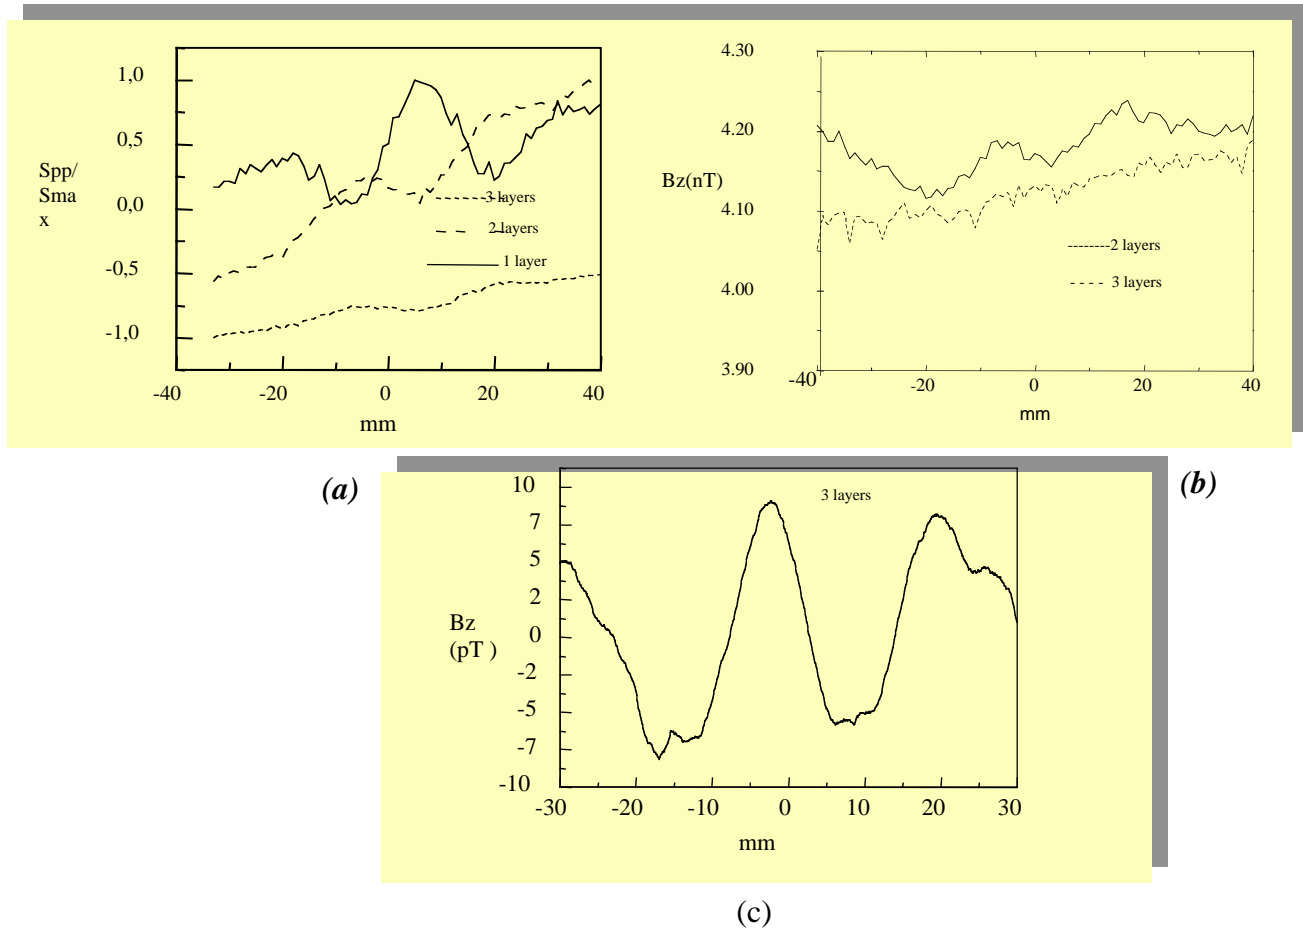 1,0
0,5
0,0
-0,5
-1,0
Spp/
Sma
x
3 layers
2 layers
1 layer
-40
-20
0
20
40
mm
4.30
4.20
4.10
4.00
3.90
Bz(nT)
2 layers
3 layers
-40
-20
0
20
40
mm
(a)
(b)
10
7
5
2
0
-2
-5
-7
-10
Bz
(pT )
3 layers
-30
-20
-10
0
10
20
30
mm
(c)